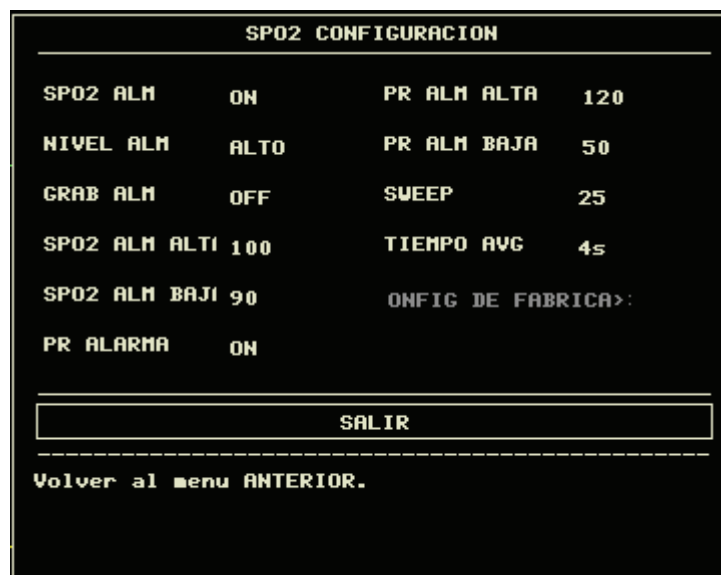 SPO2 CONFIGURACION
SPO2 ALM ON PR ALM ALTA 120
NIVEL ALM ALTO PR ALM BAJA 50
GRAB ALM OFF SWEEP 25
SPO2 ALM ALT 100 TIEMPO AVG 4s
SPO2 ALM BAJ 90 ONFIG DE FABRICA>:
PR ALARMA ON
SALIR
Volver al menu ANTERIOR.